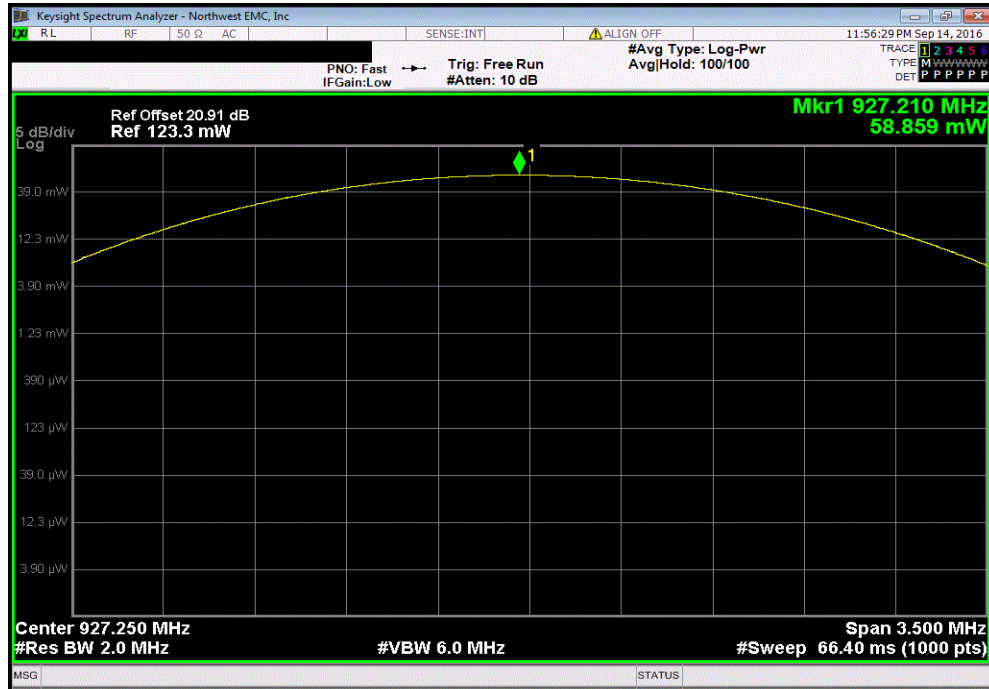 Keysight Spectrum Analyzer - Northwest EMC, Inc
LXI RL RF 50 Ω AC SENSE:INT ALIGN OFF 11:56:29 PM Sep 14, 2016
PNO: Fast Trig: Free Run #Avg Type: Log-Pwr TRACE 1 2 3 4 5 6
IFGain:Low #Atten: 10 dB Avg|Hold: 100/100 TYPE M WWWWW
DET P P P P P P
Mkr1 927.210 MHz
58.859 mW
Ref Offset 20.91 dB
5 dB/div Ref 123.3 mW
Log
1
39.0 mW
12.3 mW
3.90 mW
1.23 mW
390 µW
123 µW
39.0 µW
12.3 µW
3.90 µW
Center 927.250 MHz Span 3.500 MHz
#Res BW 2.0 MHz #VBW 6.0 MHz #Sweep 66.40 ms (1000 pts)
MSG STATUS